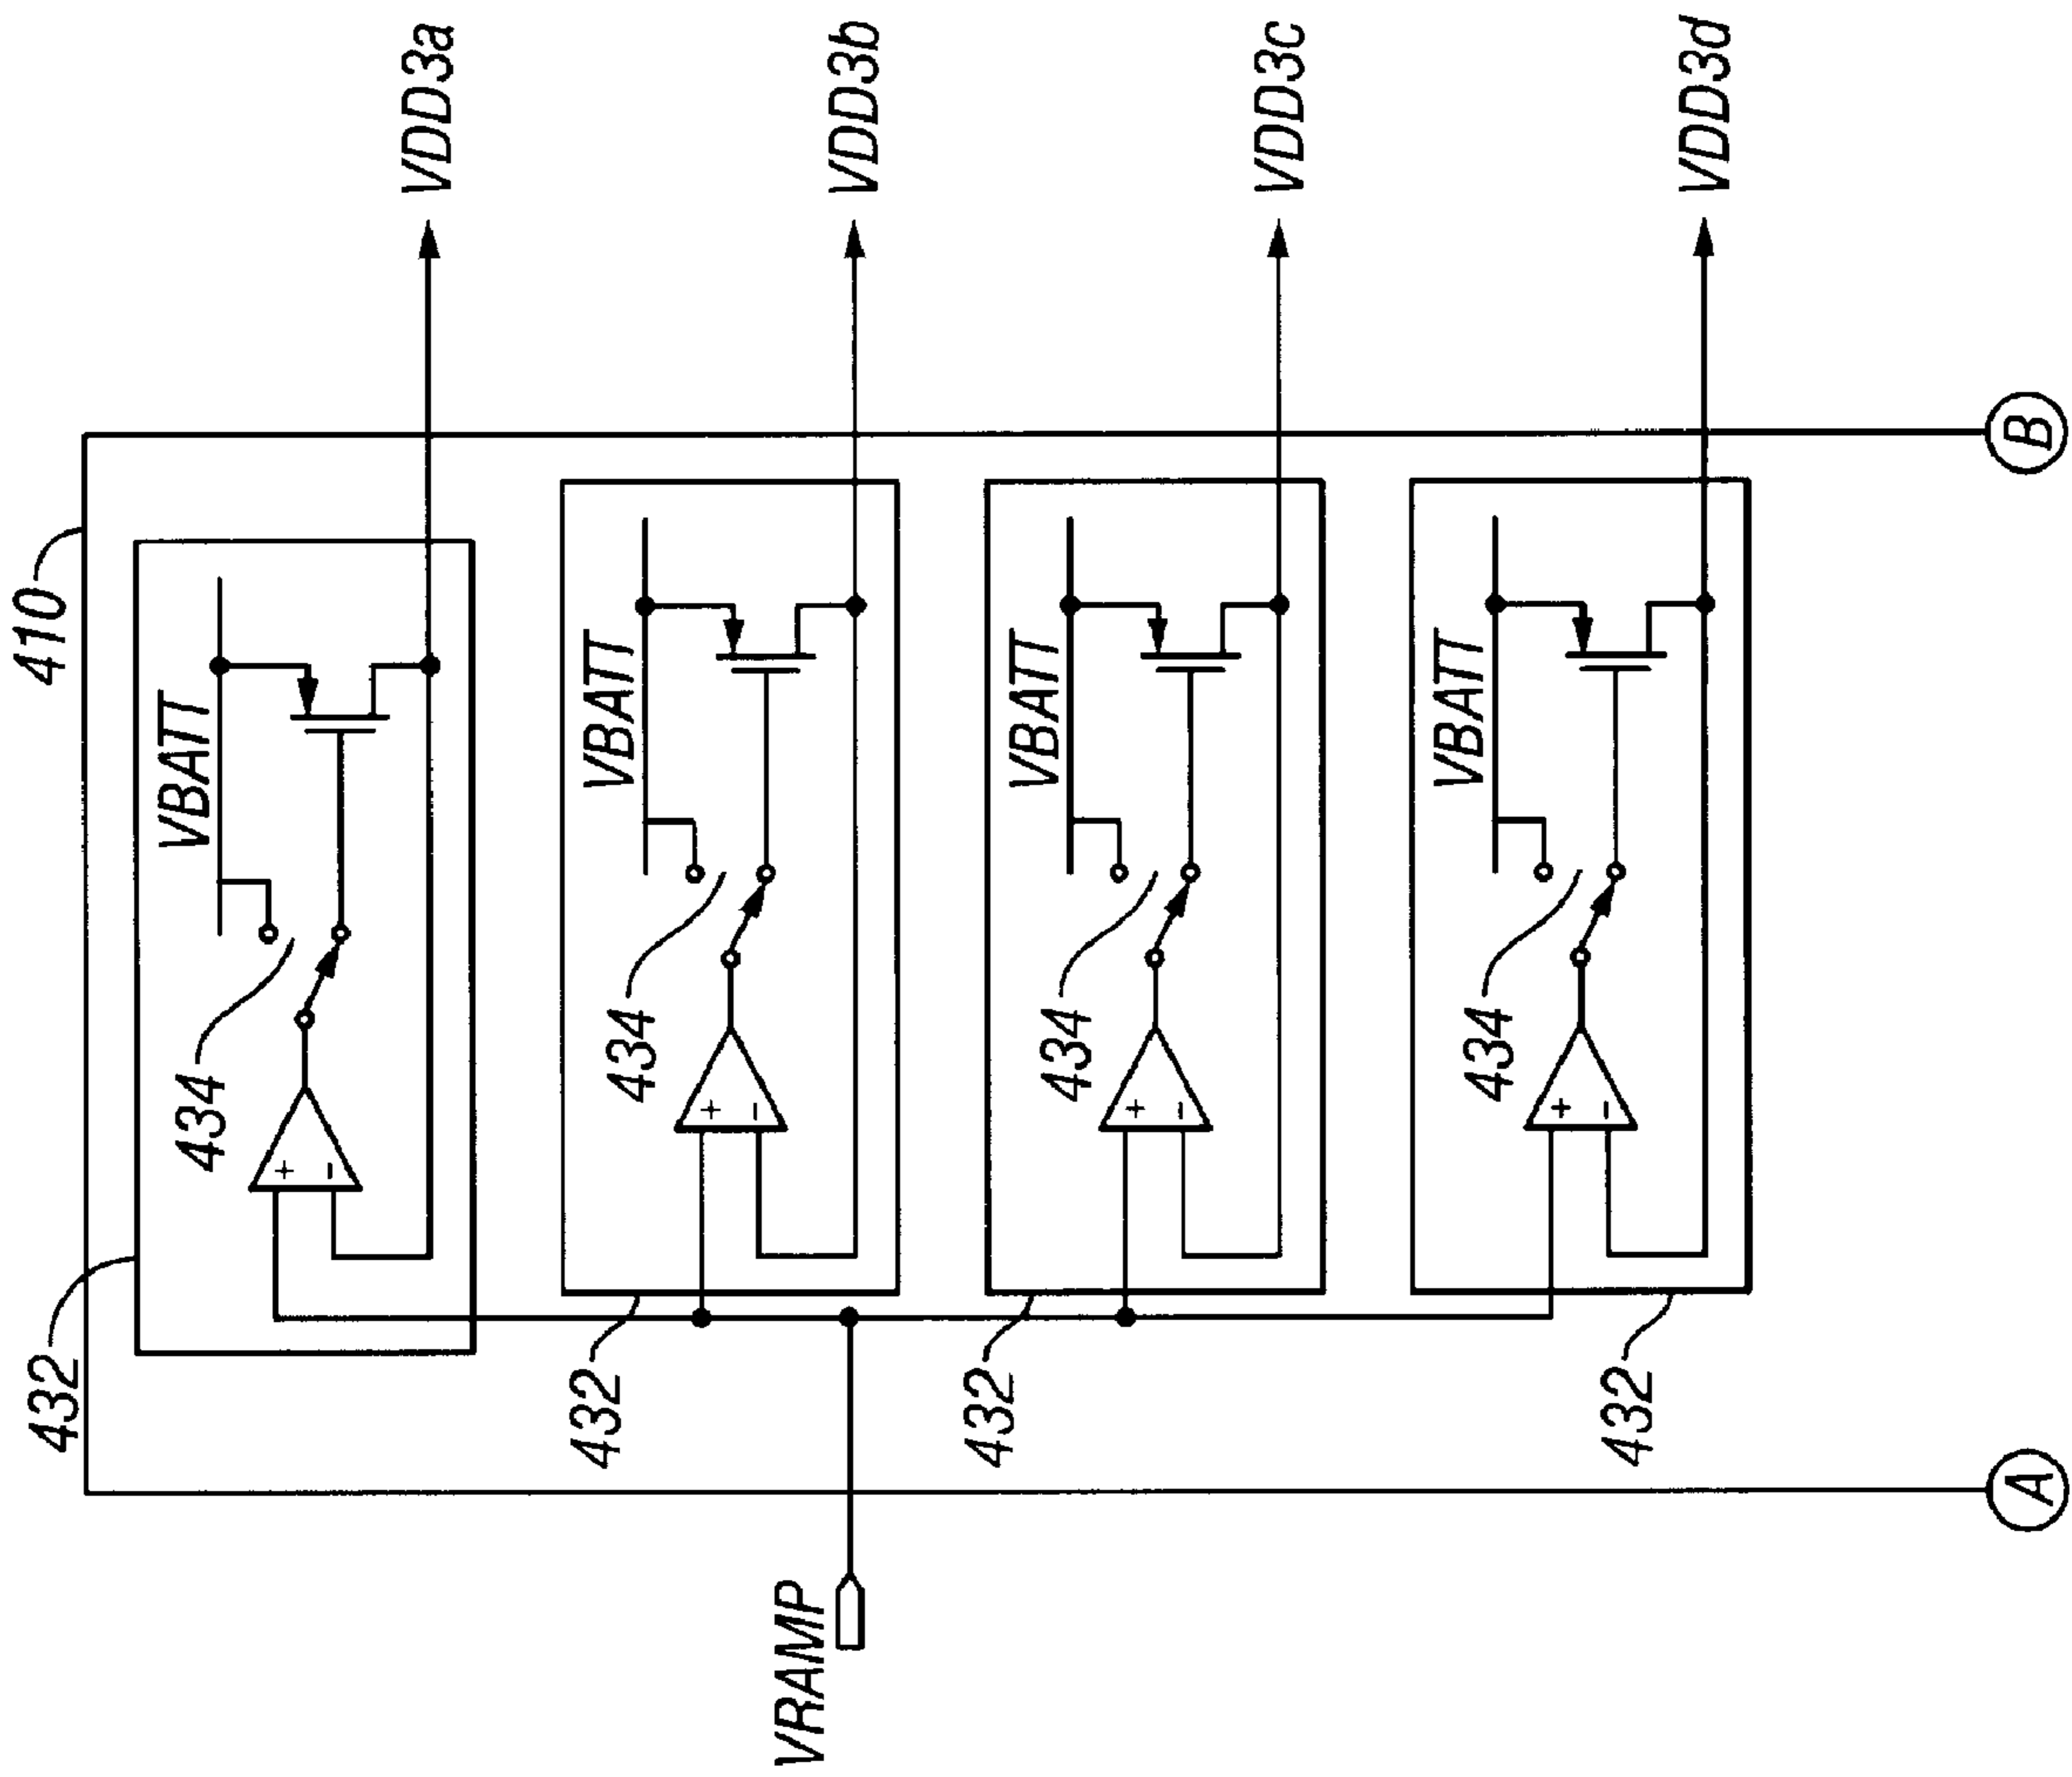 432
410
VBATT
434
+
-
VDD3a
432
434
VBATT
+
-
VRAMP
VDD3b
432
434
VBATT
+
-
VDD3c
434
VBATT
+
-
432
VDD3d
A
B